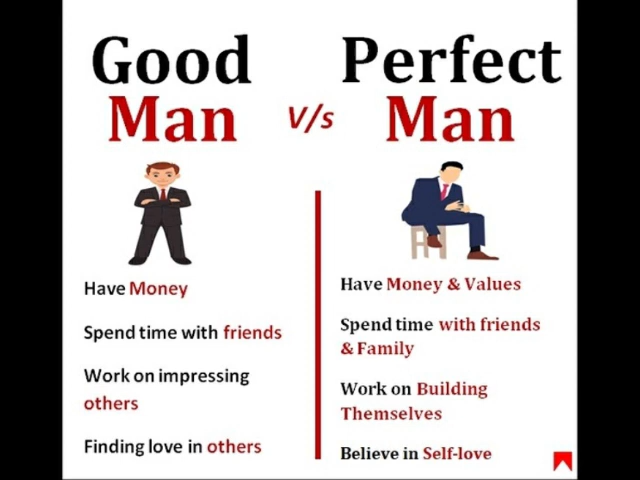 Good
Man
V/s
Perfect
Man
Have Money
Spend time with friends
Work on impressing
others
Finding love in others
Have Money & Values
Spend time with friends
& Family
Work on Building
Themselves
Believe in Self-love